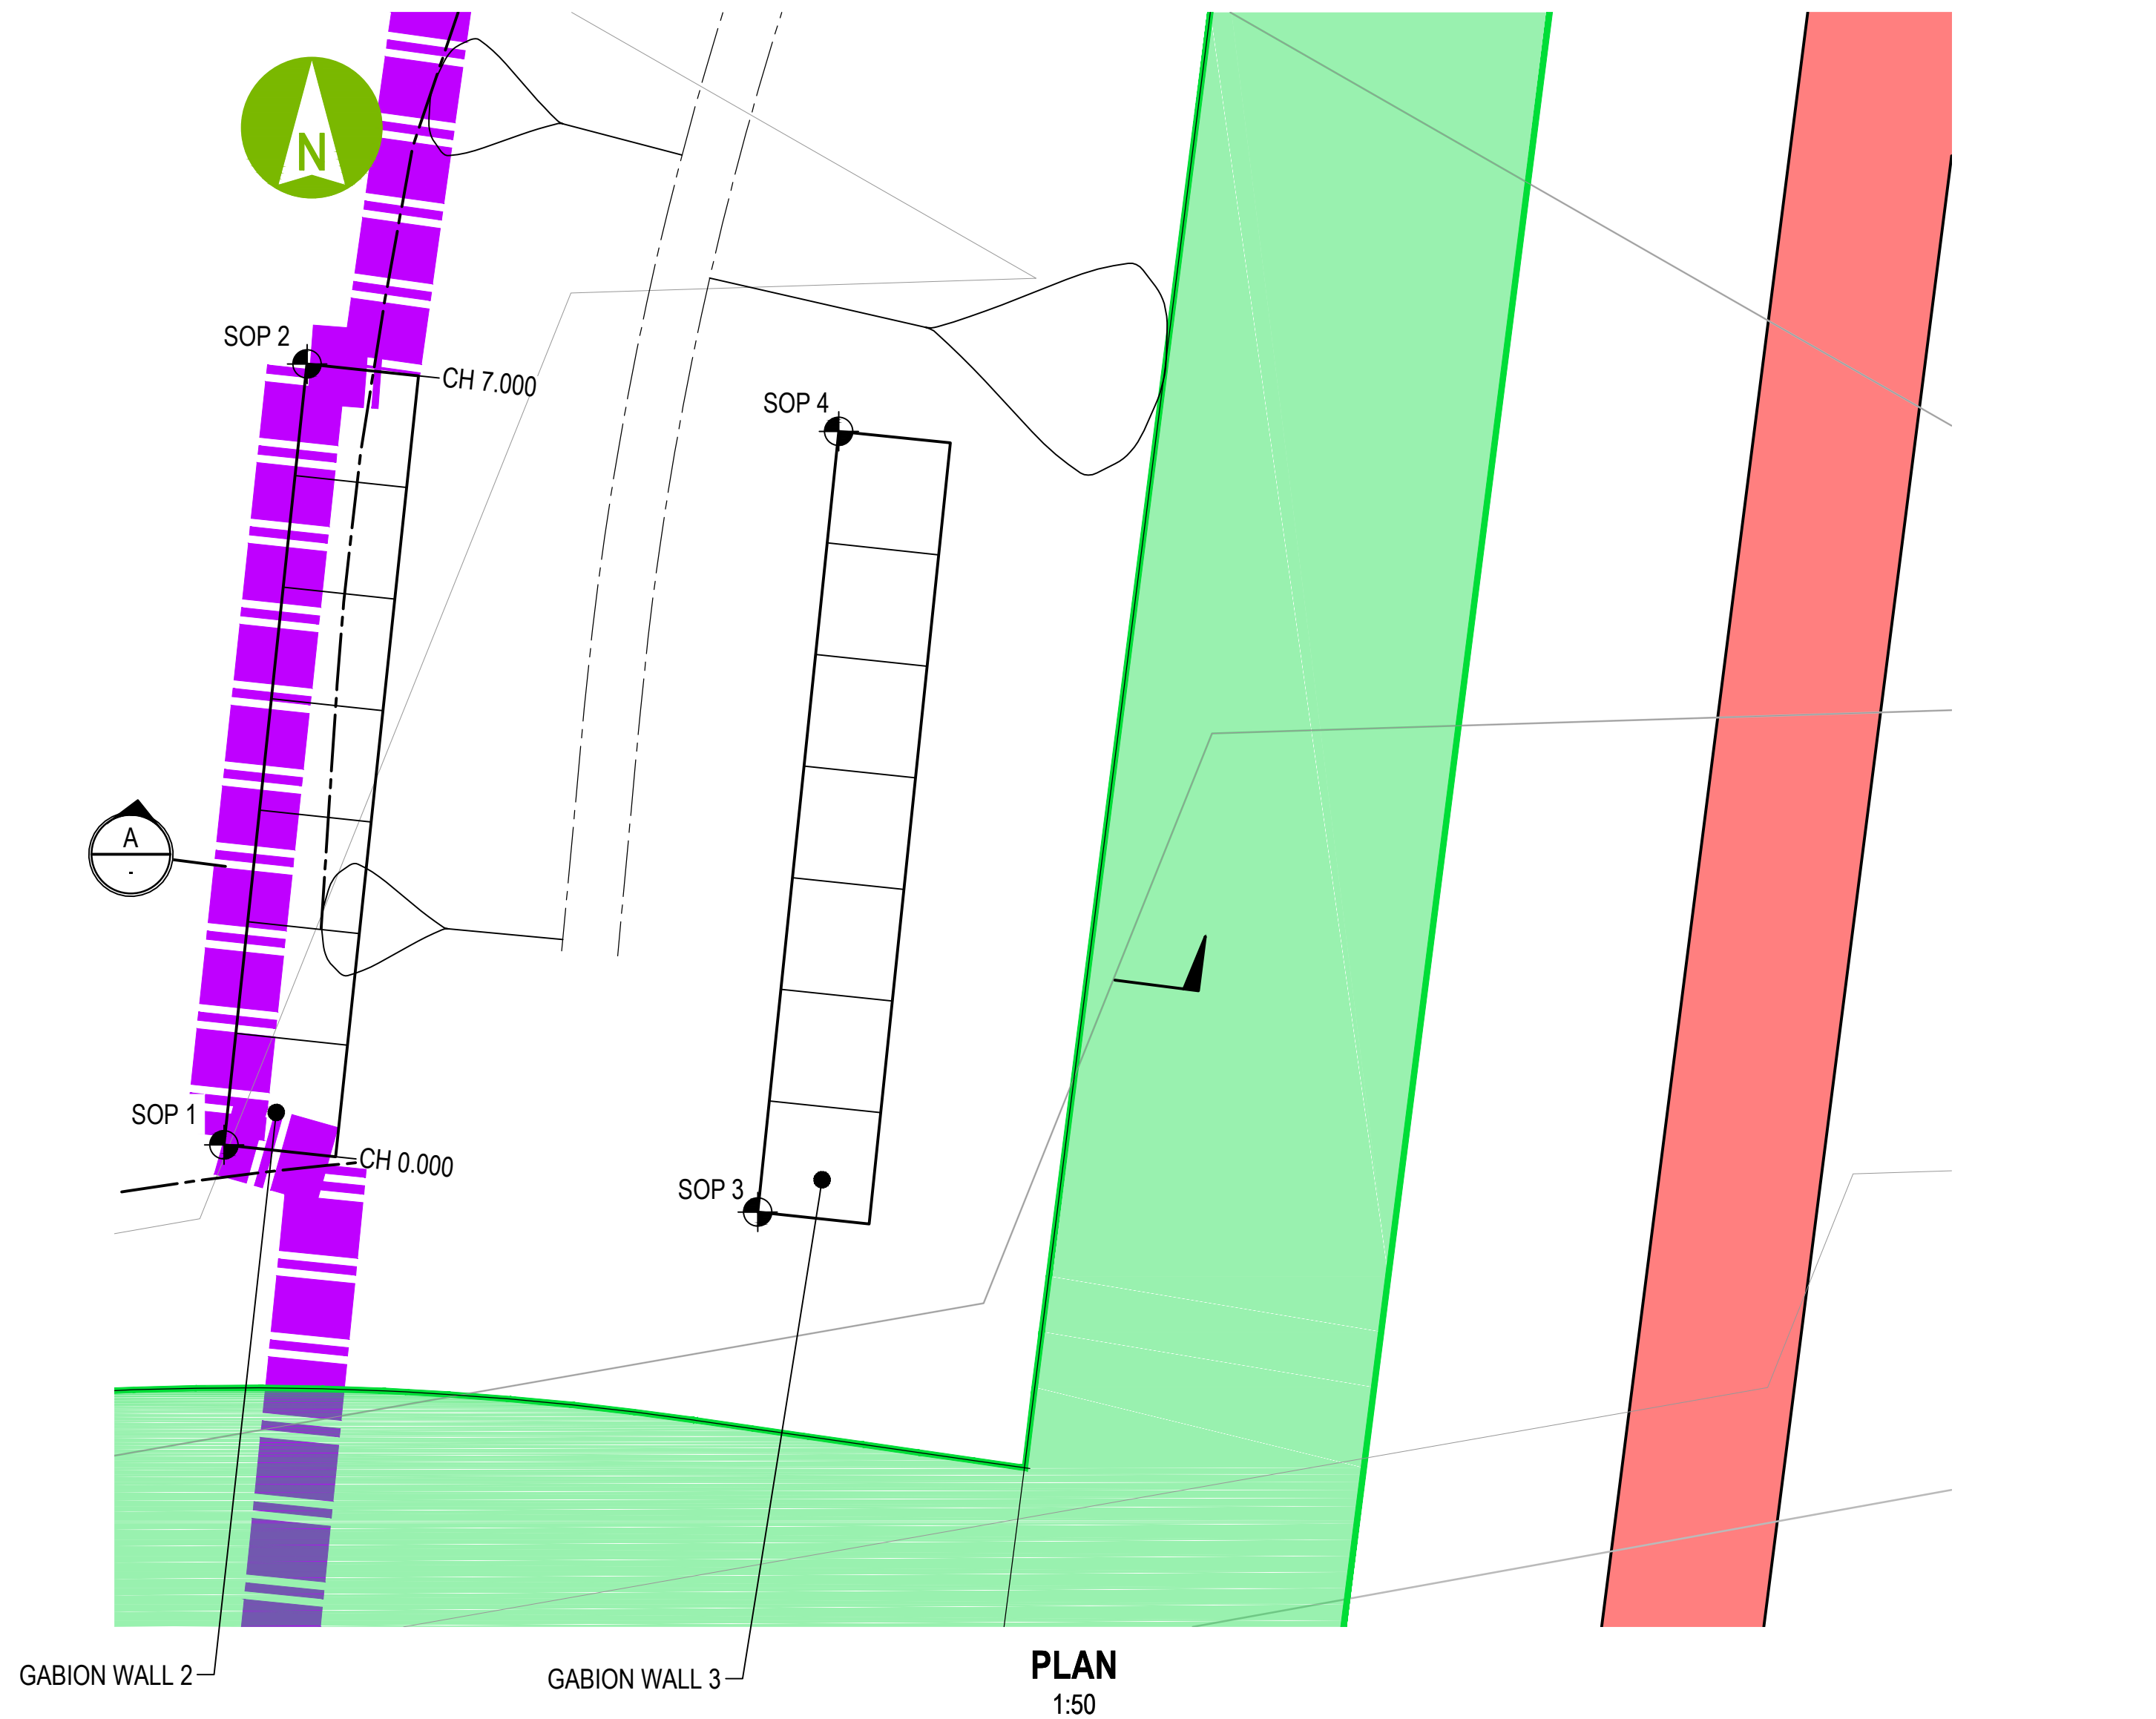 N
SOP 2
CH 7.000
SOP 4
A
-
SOP 1
CH 0.000
SOP 3
GABION WALL 2
GABION WALL 3
PLAN
1:50